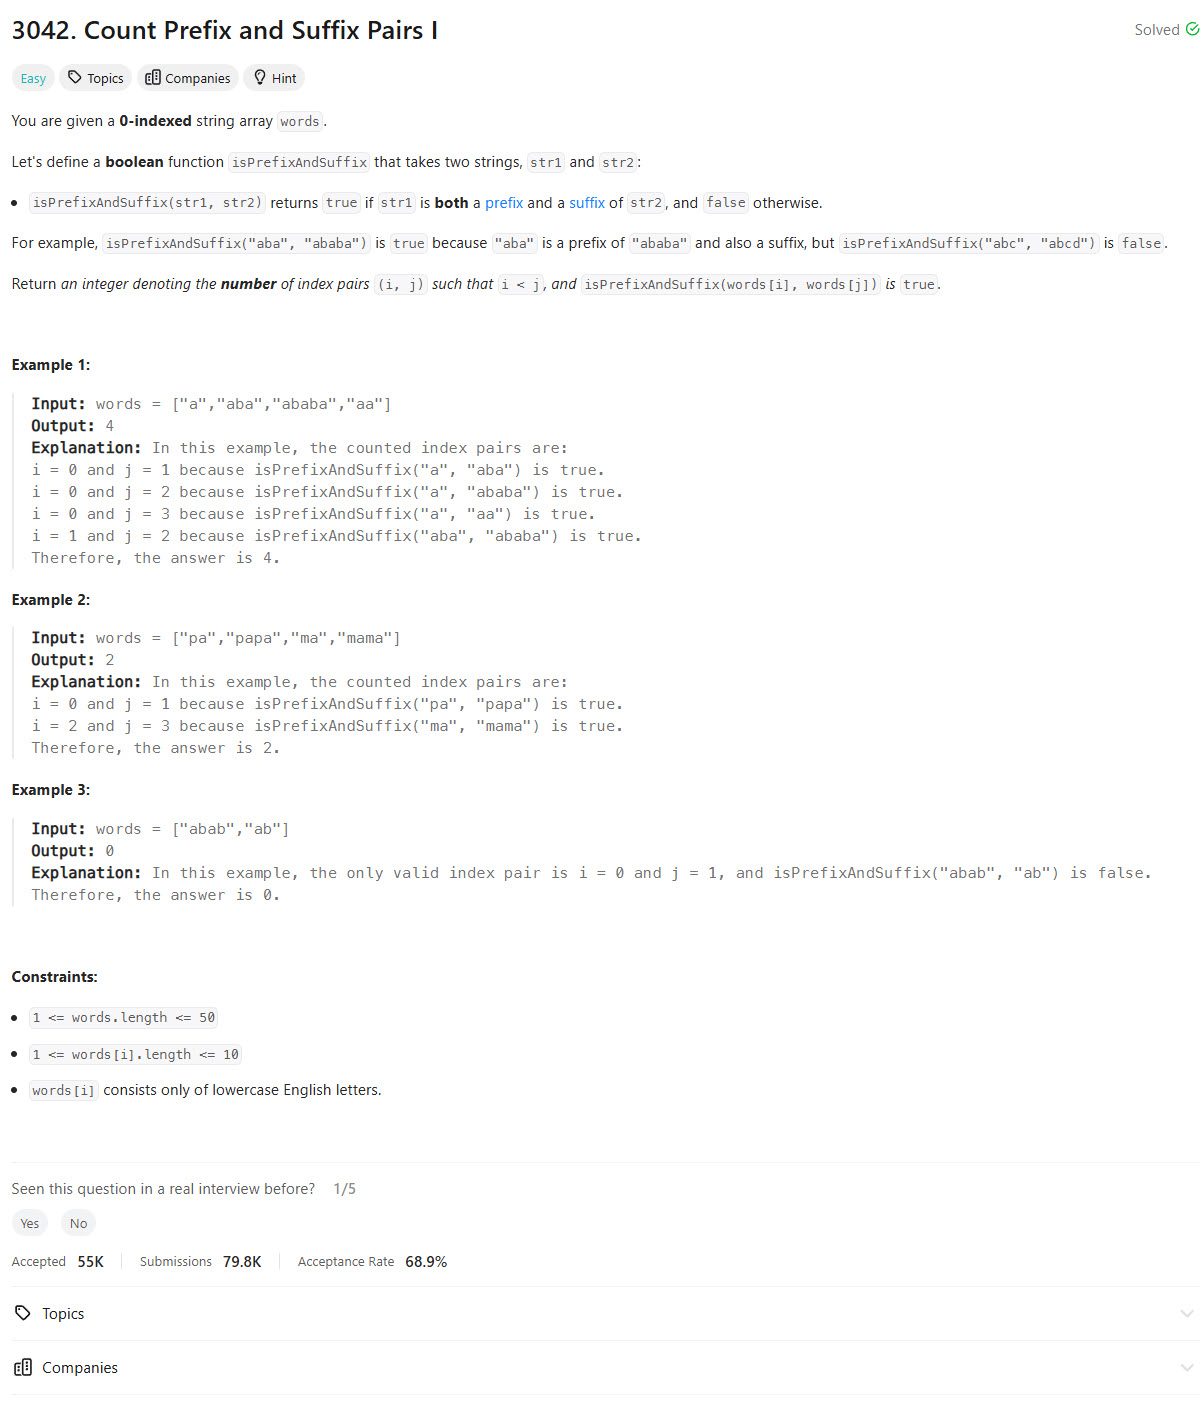 3042. Count Prefix and Suffix Pairs I
Solved
Easy Topics Companies Hint
You are given a 0-indexed string array words.
Let's define a boolean function isPrefixAndSuffix that takes two strings, str1 and str2:
• isPrefixAndSuffix(str1, str2) returns true if str1 is both a prefix and a suffix of str2, and false otherwise.
For example, isPrefixAndSuffix("aba", "ababa") is true because "aba" is a prefix of "ababa" and also a suffix, but isPrefixAndSuffix("abc", "abcd") is false.
Return an integer denoting the number of index pairs (i, j) such that i < j, and isPrefixAndSuffix(words[i], words[j]) is true.
Example 1:
Input: words = ["a","aba","ababa","aa"]
Output: 4
Explanation: In this example, the counted index pairs are:
i = 0 and j = 1 because isPrefixAndSuffix("a", "aba") is true.
i = 0 and j = 2 because isPrefixAndSuffix("a", "ababa") is true.
i = 0 and j = 3 because isPrefixAndSuffix("a", "aa") is true.
i = 1 and j = 2 because isPrefixAndSuffix("aba", "ababa") is true.
Therefore, the answer is 4.
Example 2:
Input: words = ["pa","papa","ma","mama"]
Output: 2
Explanation: In this example, the counted index pairs are:
i = 0 and j = 1 because isPrefixAndSuffix("pa", "papa") is true.
i = 2 and j = 3 because isPrefixAndSuffix("ma", "mama") is true.
Therefore, the answer is 2.
Example 3:
Input: words = ["abab","ab"]
Output: 0
Explanation: In this example, the only valid index pair is i = 0 and j = 1, and isPrefixAndSuffix("abab", "ab") is false.
Therefore, the answer is 0.
Constraints:
• 1 <= words.length <= 50
• 1 <= words[i].length <= 10
• words[i] consists only of lowercase English letters.
Seen this question in a real interview before? 1/5
Yes No
Accepted 55K Submissions 79.8K Acceptance Rate 68.9%
Topics
Companies